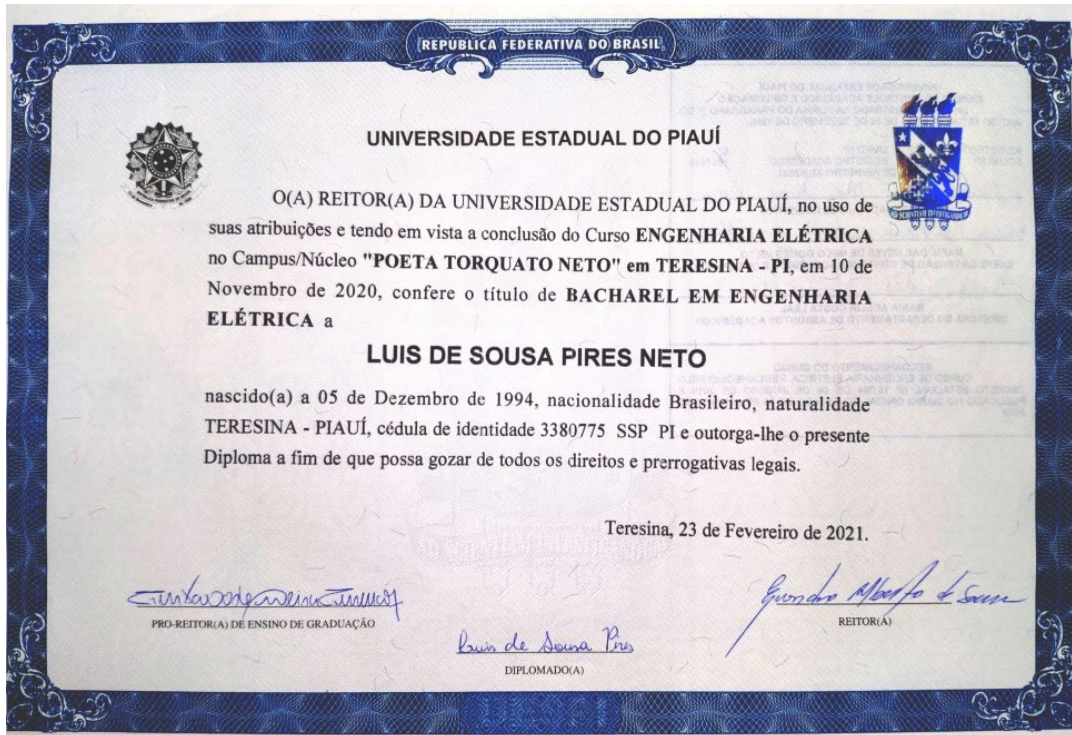 REPÚBLICA FEDERATIVA DO BRASIL
UNIVERSIDADE ESTADUAL DO PIAUÍ
O(A) REITOR(A) DA UNIVERSIDADE ESTADUAL DO PIAUÍ, no uso de
suas atribuições e tendo em vista a conclusão do Curso ENGENHARIA ELÉTRICA
no Campus/Núcleo "POETA TORQUATO NETO" em TERESINA - PI, em 10 de
Novembro de 2020, confere o título de BACHAREL EM ENGENHARIA
ELÉTRICA a
LUIS DE SOUSA PIRES NETO
nascido(a) a 05 de Dezembro de 1994, nacionalidade Brasileiro, naturalidade
TERESINA - PIAUÍ, cédula de identidade 3380775 SSP PI e outorga-lhe o presente
Diploma a fim de que possa gozar de todos os direitos e prerrogativas legais.
Teresina, 23 de Fevereiro de 2021.
PRO-REITOR(A) DE ENSINO DE GRADUAÇÃO
Luis de Sousa Pires
DIPLOMADO(A)
Evandro Alberto de Sousa
REITOR(A)